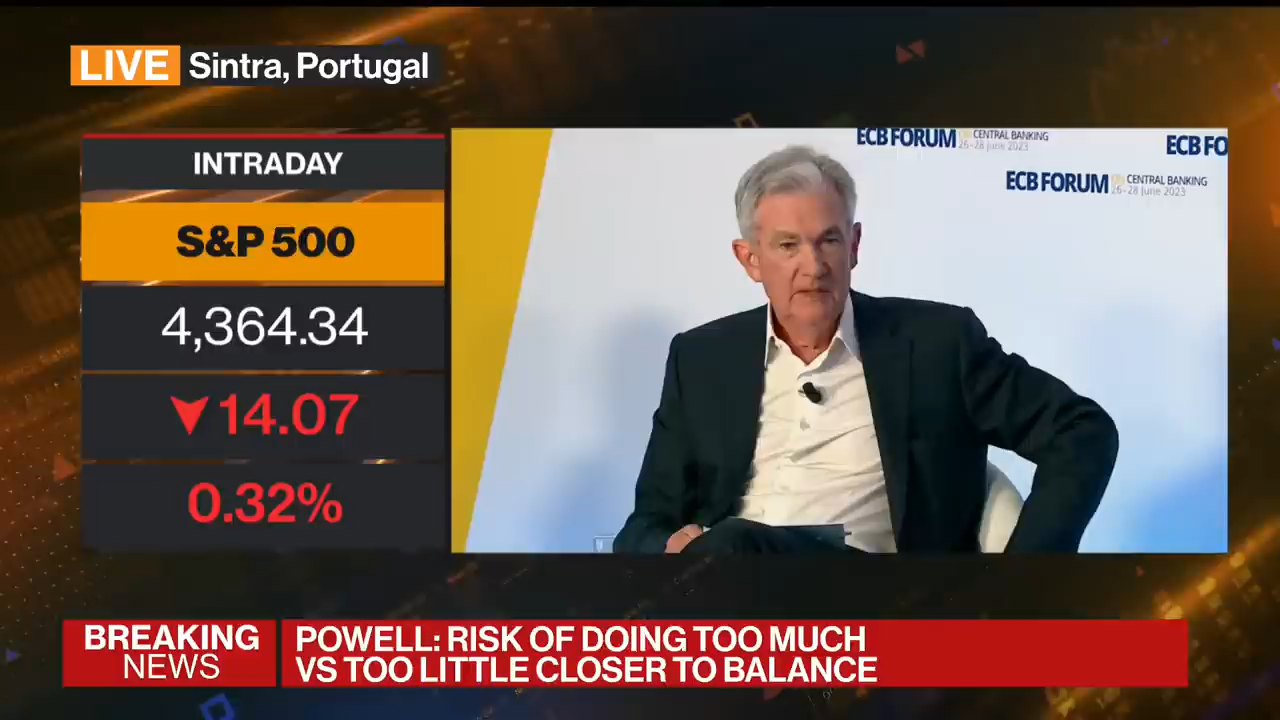 LIVE Sintra, Portugal
INTRADAY
S&P 500
4,364.34
▼14.07
0.32%
ECB FORUM ON CENTRAL BANKING
26–28 June 2023
ECB FO
ECB FORUM ON CENTRAL BANKING
26–28 June 2023
BREAKING NEWS
POWELL: RISK OF DOING TOO MUCH
VS TOO LITTLE CLOSER TO BALANCE